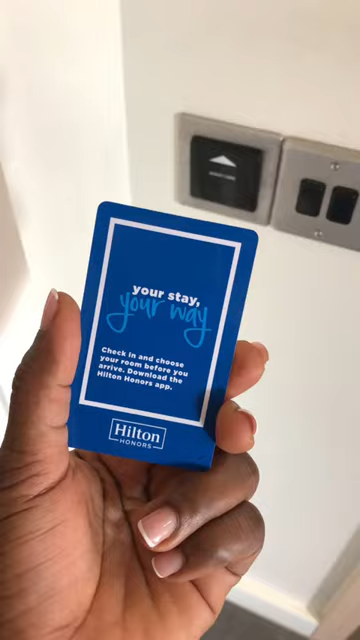 your stay,
your way
Check in and choose
your room before you
arrive. Download the
Hilton Honors app.
Hilton
HONORS